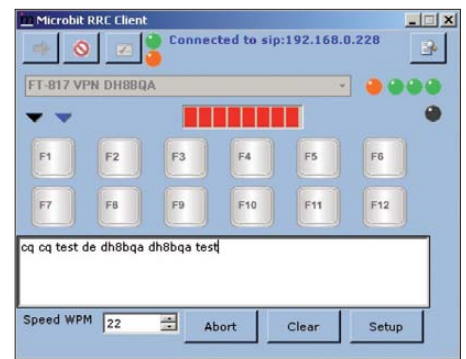 Microbit RRC Client
Connected to sip:192.168.0.228
FT-817 VPN DH8BQA
F1 F2 F3 F4 F5 F6
F7 F8 F9 F10 F11 F12
cq cq test de dh8bqa dh8bqa test
Speed WPM 22 Abort Clear Setup